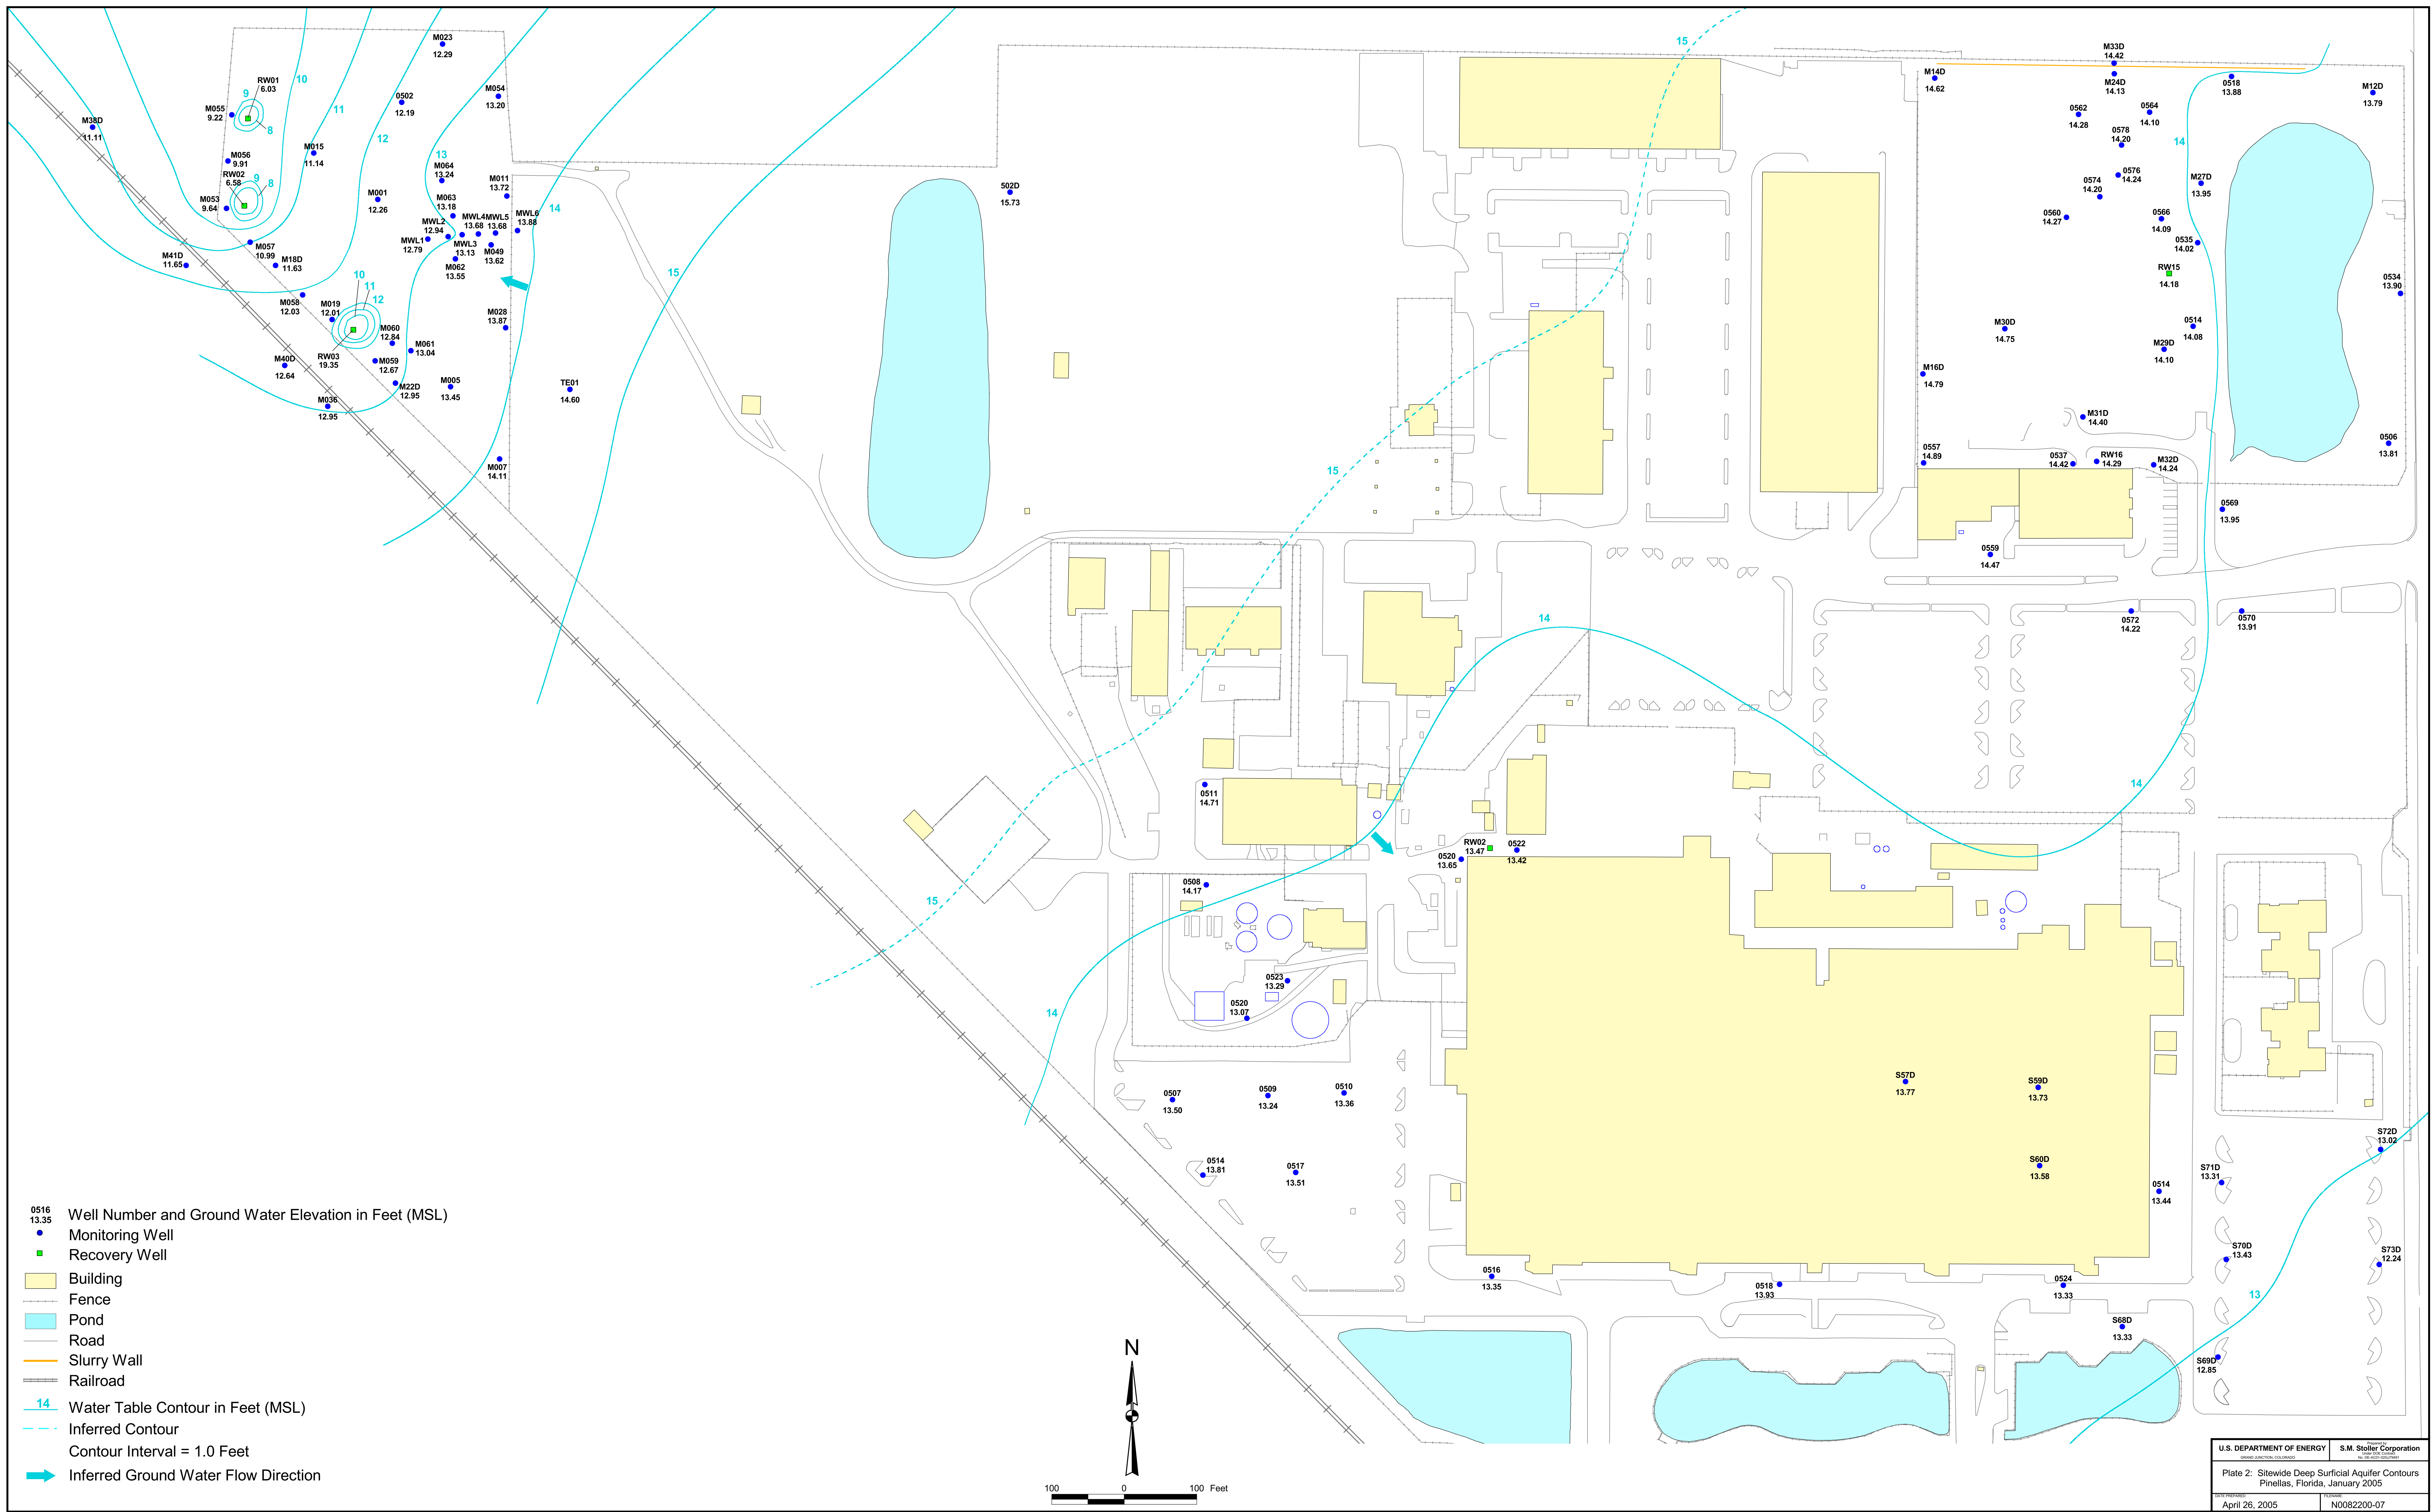 M023
12.29
RW01
6.03
10
9
8
11
12
M055
9.22
M38D
11.11
0502
12.19
M054
13.20
M015
11.14
M056
9.91
RW02
6.58
9
8
13
M064
13.24
M011
13.72
M053
9.64
M001
12.26
M063
13.18
14
MWL2
12.94
MWL4
13.68
MWL5
13.68
MWL6
13.88
MWL1
12.79
MWL3
13.13
M049
13.62
M062
13.55
M057
10.99
M41D
11.65
M18D
11.63
10
11
12
M058
12.03
M019
12.01
M028
13.87
M060
12.84
M061
13.04
RW03
19.35
M40D
12.64
M059
12.67
M22D
12.95
M005
13.45
M036
12.95
TE01
14.60
M007
14.11
15
502D
15.73
15
15
M33D
14.42
M14D
14.62
M24D
14.13
0518
13.88
M12D
13.79
0562
14.28
0564
14.10
0578
14.20
14
0576
14.24
0574
14.20
M27D
13.95
0560
14.27
0566
14.09
0535
14.02
RW15
14.18
0534
13.90
M30D
14.75
0514
14.08
M29D
14.10
M16D
14.79
M31D
14.40
0506
13.81
0557
14.89
0537
14.42
RW16
14.29
M32D
14.24
0569
13.95
0559
14.47
0572
14.22
0570
13.91
14
14
0511
14.71
RW02
13.47
0522
13.42
0520
13.65
0508
14.17
15
0523
13.29
0520
13.07
14
0507
13.50
0509
13.24
0510
13.36
0514
13.81
0517
13.51
S57D
13.77
S59D
13.73
S60D
13.58
S72D
13.02
S71D
13.31
0514
13.44
S70D
13.43
S73D
12.24
0516
13.35
0518
13.93
0524
13.33
13
S68D
13.33
S69D
12.85
0516
13.35
Well Number and Ground Water Elevation in Feet (MSL)
Monitoring Well
Recovery Well
Building
Fence
Pond
Road
Slurry Wall
Railroad
14
Water Table Contour in Feet (MSL)
Inferred Contour
Contour Interval = 1.0 Feet
Inferred Ground Water Flow Direction
N
100 0 100 Feet
U.S. DEPARTMENT OF ENERGY
GRAND JUNCTION, COLORADO
Prepared by
S.M. Stoller Corporation
Under DOE Contract
Plate 2: Sitewide Deep Surficial Aquifer Contours
Pinellas, Florida, January 2005
DATE PREPARED:
April 26, 2005
FILENAME:
N0082200-07